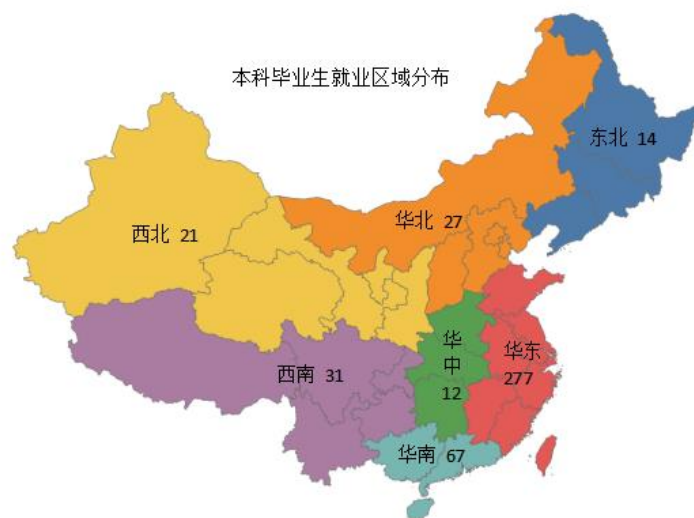 本科毕业生就业区域分布
东北 14
华北 27
西北 21
华
中
12
华东
277
西南 31
华南 67